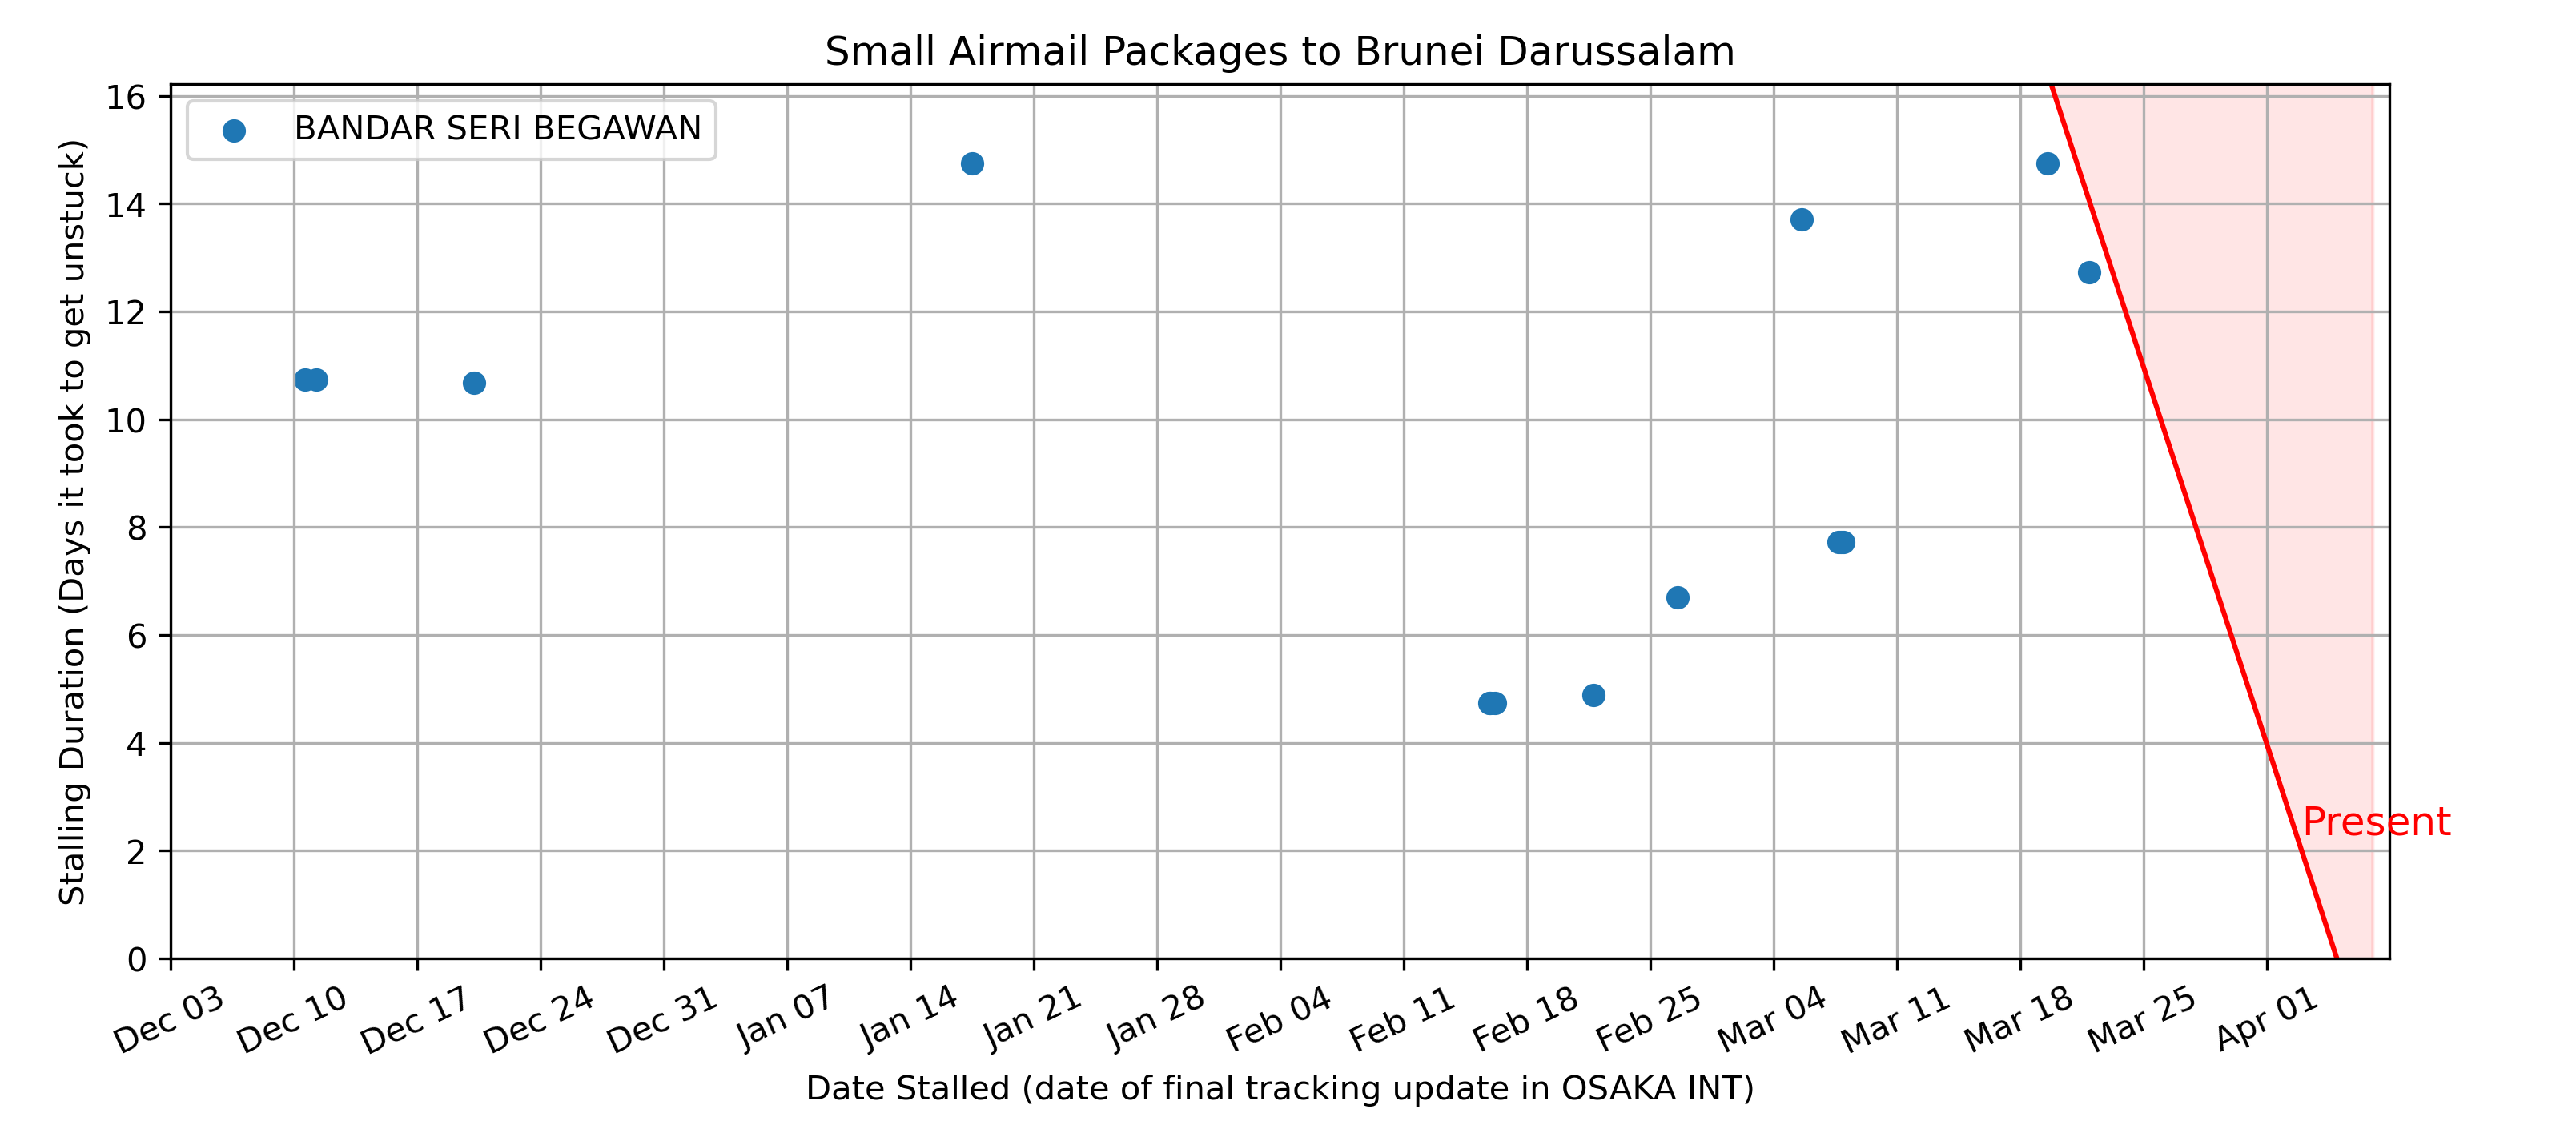 Small Airmail Packages to Brunei Darussalam
BANDAR SERI BEGAWAN
Stalling Duration (Days it took to get unstuck)
16
14
12
10
8
6
4
2
0
Present
Dec 03
Dec 10
Dec 17
Dec 24
Dec 31
Jan 07
Jan 14
Jan 21
Jan 28
Feb 04
Feb 11
Feb 18
Feb 25
Mar 04
Mar 11
Mar 18
Mar 25
Apr 01
Date Stalled (date of final tracking update in OSAKA INT)